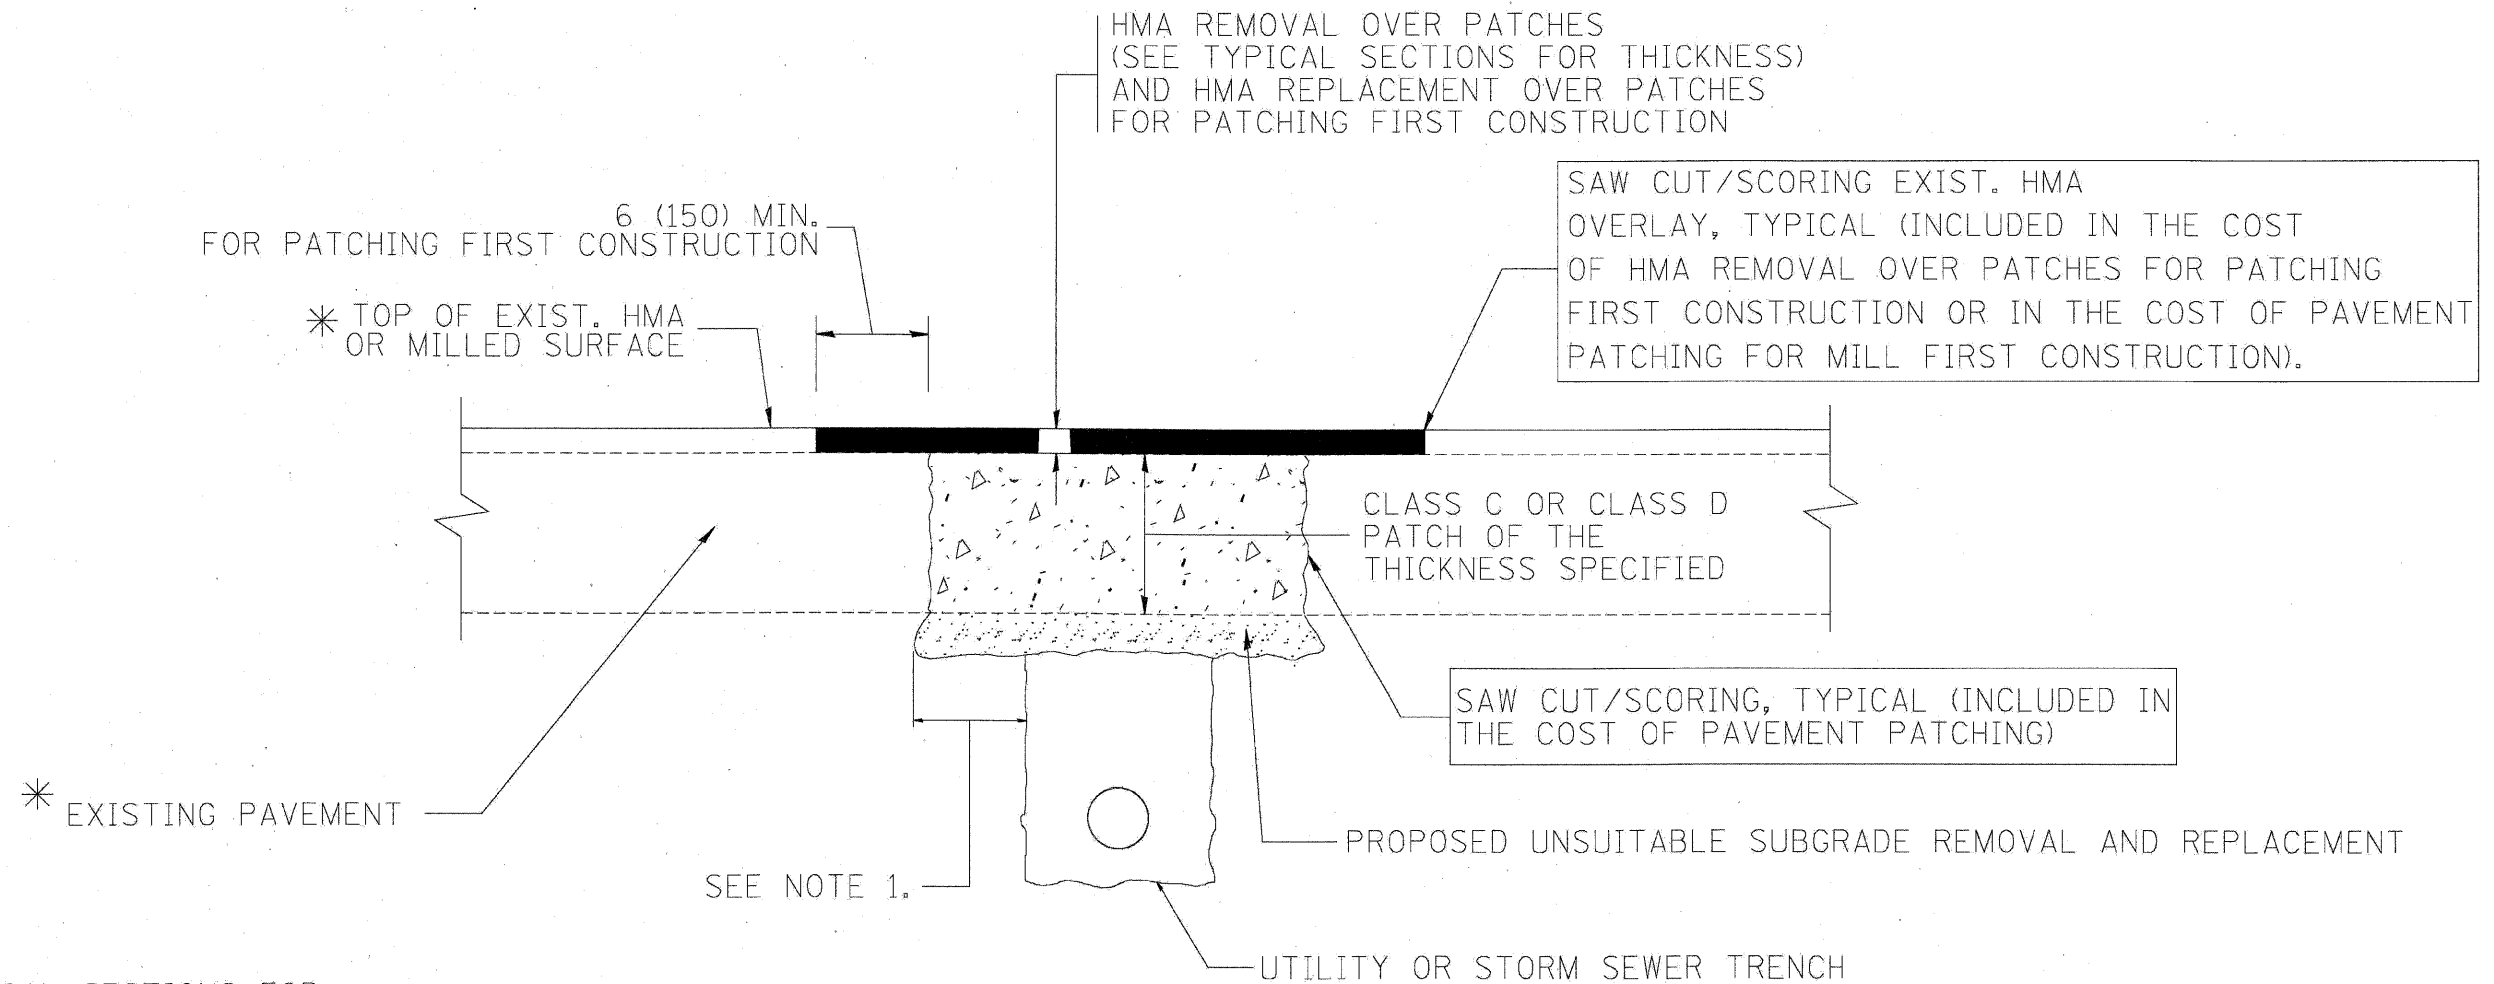 HMA REMOVAL OVER PATCHES
(SEE TYPICAL SECTIONS FOR THICKNESS)
AND HMA REPLACEMENT OVER PATCHES
FOR PATCHING FIRST CONSTRUCTION
SAW CUT/SCORING EXIST. HMA
OVERLAY, TYPICAL (INCLUDED IN THE COST
OF HMA REMOVAL OVER PATCHES FOR PATCHING
FIRST CONSTRUCTION OR IN THE COST OF PAVEMENT
PATCHING FOR MILL FIRST CONSTRUCTION).
6 (150) MIN.
FOR PATCHING FIRST CONSTRUCTION
* TOP OF EXIST. HMA
OR MILLED SURFACE
CLASS C OR CLASS D
PATCH OF THE
THICKNESS SPECIFIED
SAW CUT/SCORING, TYPICAL (INCLUDED IN
THE COST OF PAVEMENT PATCHING)
* EXISTING PAVEMENT
PROPOSED UNSUITABLE SUBGRADE REMOVAL AND REPLACEMENT
SEE NOTE 1.
UTILITY OR STORM SEWER TRENCH